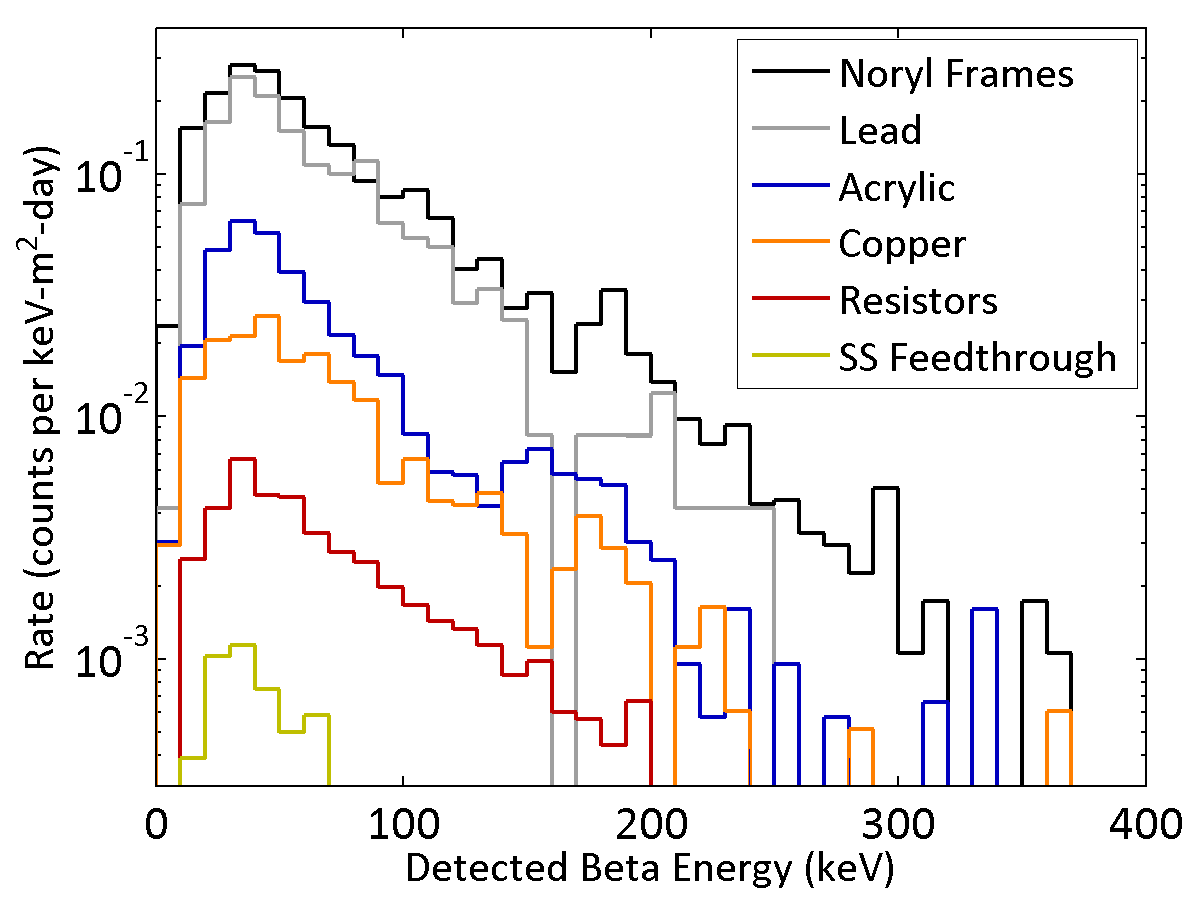 Noryl Frames
Lead
Acrylic
Copper
Resistors
SS Feedthrough
Rate (counts per keV-m²-day)
10⁻¹
10⁻²
10⁻³
0 100 200 300 400
Detected Beta Energy (keV)